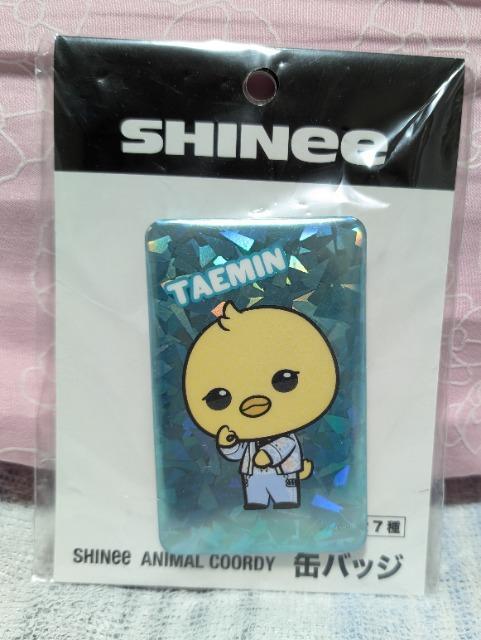 SHINee
TAEMIN
7種
SHINee ANIMAL COORDY 缶バッジ